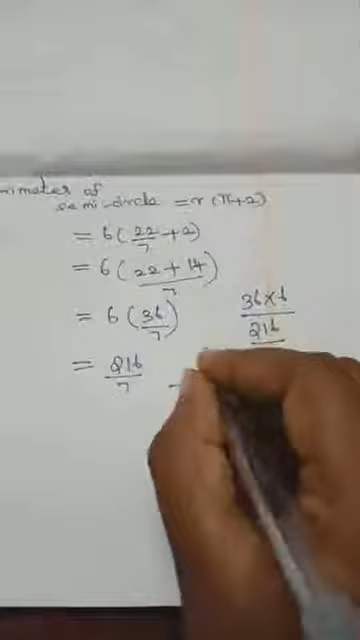 imeter of
semi-circle = r (π+2)
= 6 ( 22/7 + 2 )
= 6 ( 22 + 14 / 7 )
= 6 ( 36/7 )
36 × 6
216
= 216/7